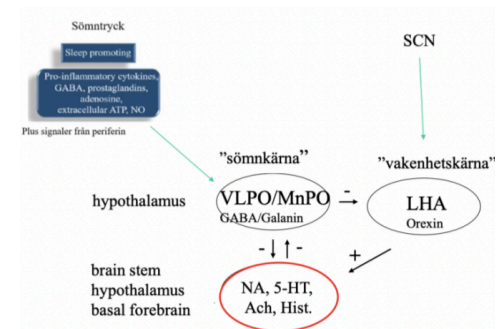 Sömntryck
Sleep promoting
Pro-inflammatory cytokines,
GABA, prostaglandins,
adenosine,
extracellular ATP, NO
Plus signaler från periferin
SCN
"sömnkärna"
"vakenhetskärna"
hypothalamus
VLPO/MnPO
GABA/Galanin
-
LHA
Orexin
- -
+
brain stem
hypothalamus
basal forebrain
NA, 5-HT,
Ach, Hist.